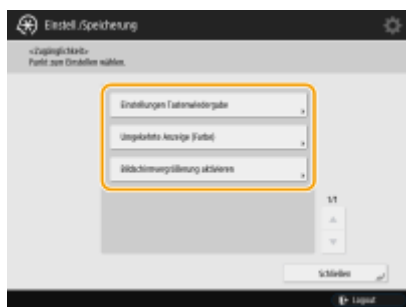 Einstell./Speicherung
<Zugänglichkeit>
Punkt zum Einstellen wählen.
Einstellungen Tastenwiedergabe
Umgekehrte Anzeige (Farbe)
Bildschirmvergrößerung aktivieren
1/1
Schließen
Logout